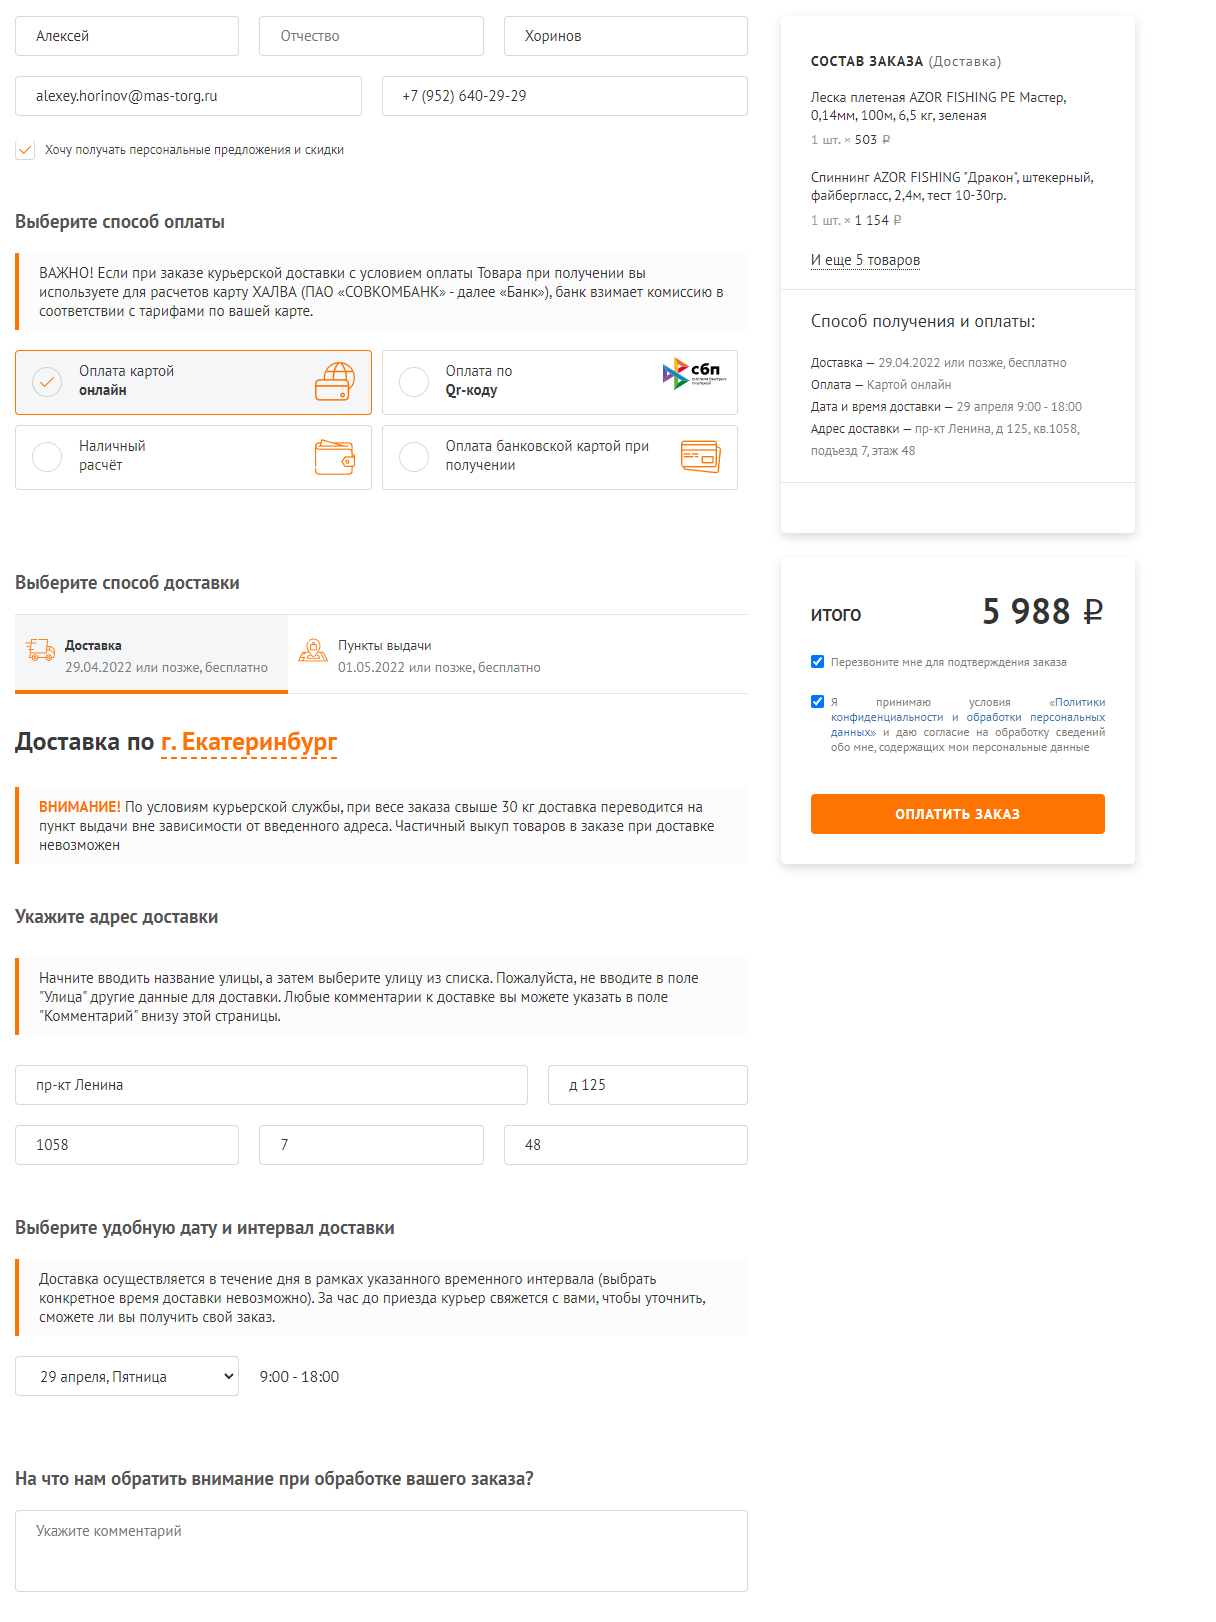 Алексей
Отчество
Хоринов
alexey.horinov@mas-torg.ru
+7 (952) 640-29-29
Хочу получать персональные предложения и скидки
Выберите способ оплаты
ВАЖНО! Если при заказе курьерской доставки с условием оплаты Товара при получении вы
используете для расчетов карту ХАЛВА (ПАО «СОВКОМБАНК» - далее «Банк»), банк взимает комиссию в
соответствии с тарифами по вашей карте.
Оплата картой
онлайн
Оплата по
Qr-коду
сбп
Наличный
расчёт
Оплата банковской картой при
получении
Выберите способ доставки
Доставка
29.04.2022 или позже, бесплатно
Пункты выдачи
01.05.2022 или позже, бесплатно
Доставка по г. Екатеринбург
ВНИМАНИЕ! По условиям курьерской службы, при весе заказа свыше 30 кг доставка переводится на
пункт выдачи вне зависимости от введенного адреса. Частичный выкуп товаров в заказе при доставке
невозможен
Укажите адрес доставки
Начните вводить название улицы, а затем выберите улицу из списка. Пожалуйста, не вводите в поле
"Улица" другие данные для доставки. Любые комментарии к доставке вы можете указать в поле
"Комментарий" внизу этой страницы.
пр-кт Ленина
д 125
1058
7
48
Выберите удобную дату и интервал доставки
Доставка осуществляется в течение дня в рамках указанного временного интервала (выбрать
конкретное время доставки невозможно). За час до приезда курьер свяжется с вами, чтобы уточнить,
сможете ли вы получить свой заказ.
29 апреля, Пятница
9:00 - 18:00
На что нам обратить внимание при обработке вашего заказа?
Укажите комментарий
СОСТАВ ЗАКАЗА (Доставка)
Леска плетеная AZOR FISHING PE Мастер,
0,14мм, 100м, 6,5 кг, зеленая
1 шт. × 503 ₽
Спиннинг AZOR FISHING "Дракон", штекерный,
файбергласс, 2,4м, тест 10-30гр.
1 шт. × 1 154 ₽
И еще 5 товаров
Способ получения и оплаты:
Доставка — 29.04.2022 или позже, бесплатно
Оплата — Картой онлайн
Дата и время доставки — 29 апреля 9:00 - 18:00
Адрес доставки — пр-кт Ленина, д 125, кв.1058,
подъезд 7, этаж 48
ИТОГО
5 988 ₽
Перезвоните мне для подтверждения заказа
Я принимаю условия «Политики
конфиденциальности и обработки персональных
данных» и даю согласие на обработку сведений
обо мне, содержащих мои персональные данные
ОПЛАТИТЬ ЗАКАЗ